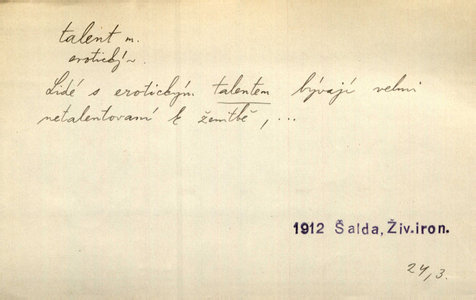 talent m.
erotický ~
Lidé s erotickým talentem bývají velmi
netalentovaní k ženitbě, ...
1912 Šalda, Živ. iron.
24, 3.